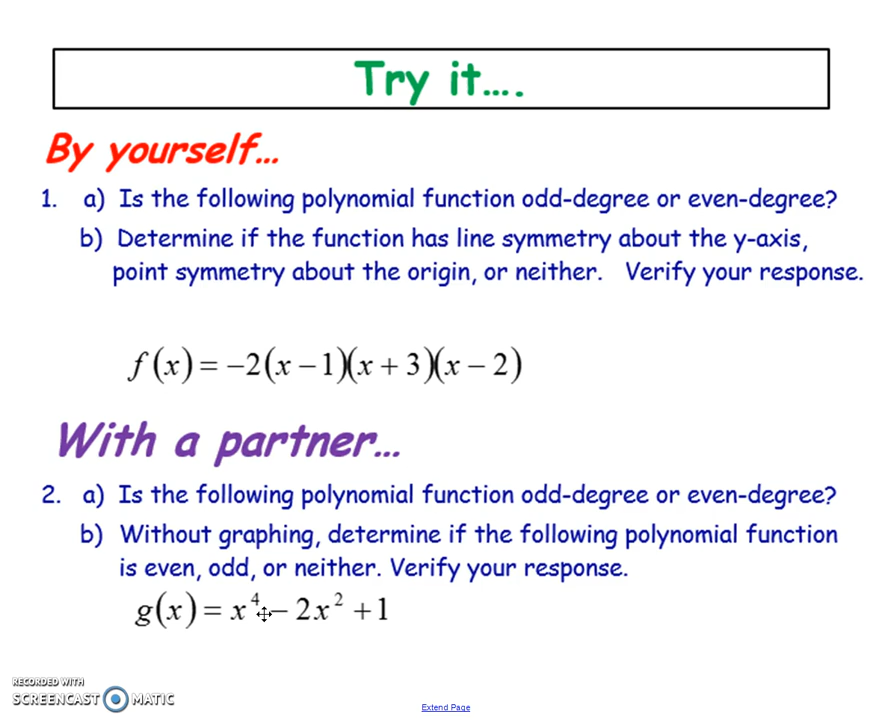 Try it….
By yourself…
1. a) Is the following polynomial function odd-degree or even-degree?
b) Determine if the function has line symmetry about the y-axis,
point symmetry about the origin, or neither. Verify your response.
f(x) = −2(x − 1)(x + 3)(x − 2)
With a partner…
2. a) Is the following polynomial function odd-degree or even-degree?
b) Without graphing, determine if the following polynomial function
is even, odd, or neither. Verify your response.
g(x) = x⁴ − 2x² + 1
RECORDED WITH
SCREENCAST MATIC
Extend Page